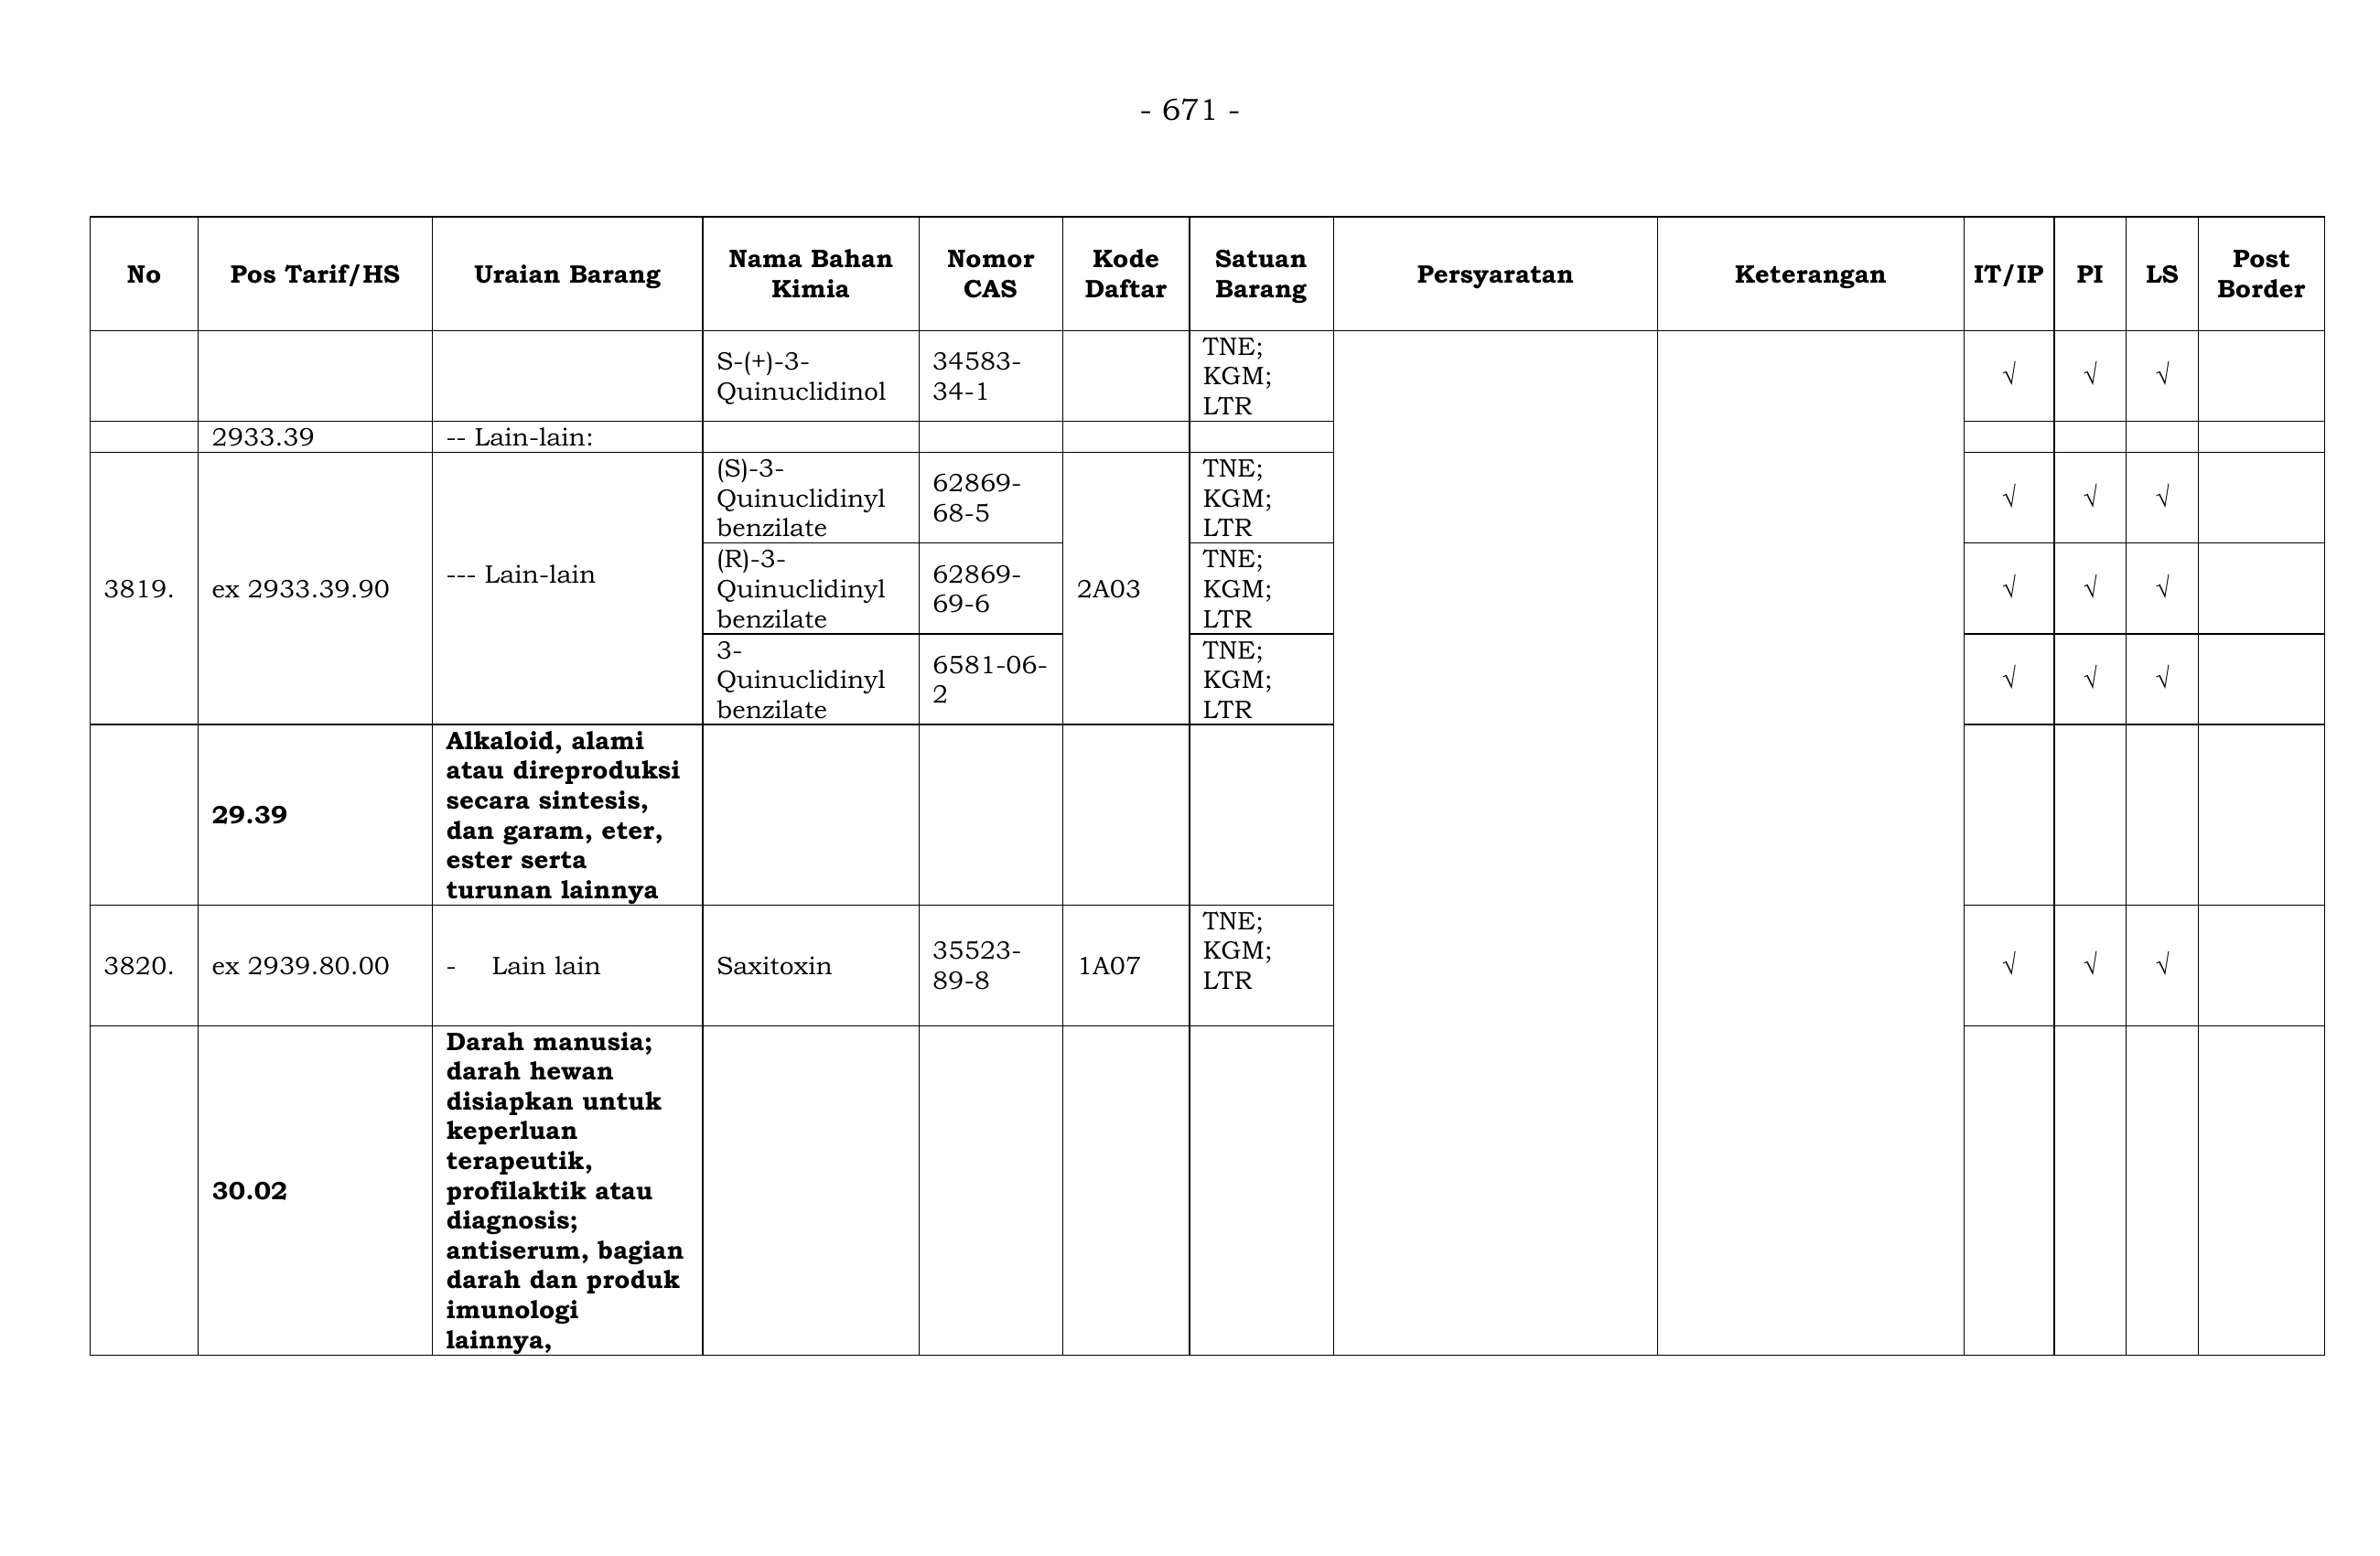 - 671 -
No Pos Tarif/HS Uraian Barang Nama Bahan Kimia Nomor CAS Kode Daftar Satuan Barang Persyaratan Keterangan IT/IP PI LS Post Border
S-(+)-3-
Quinuclidinol
34583-
34-1
TNE;
KGM;
LTR
√ √ √
2933.39 -- Lain-lain:
3819. ex 2933.39.90 --- Lain-lain
(S)-3-
Quinuclidinyl
benzilate
62869-
68-5
2A03
TNE;
KGM;
LTR
√ √ √
(R)-3-
Quinuclidinyl
benzilate
62869-
69-6
TNE;
KGM;
LTR
√ √ √
3-
Quinuclidinyl
benzilate
6581-06-
2
TNE;
KGM;
LTR
√ √ √
29.39
Alkaloid, alami
atau direproduksi
secara sintesis,
dan garam, eter,
ester serta
turunan lainnya
3820. ex 2939.80.00 - Lain lain Saxitoxin
35523-
89-8
1A07
TNE;
KGM;
LTR
√ √ √
30.02
Darah manusia;
darah hewan
disiapkan untuk
keperluan
terapeutik,
profilaktik atau
diagnosis;
antiserum, bagian
darah dan produk
imunologi
lainnya,